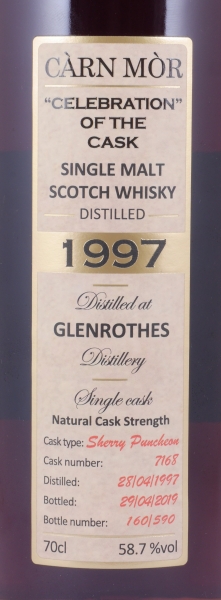 CÀRN MÒR
“CELEBRATION”
OF THE
CASK
SINGLE MALT
SCOTCH WHISKY
DISTILLED
1997
Distilled at
GLENROTHES
Distillery
Single cask
Natural Cask Strength
Cask type: Sherry Puncheon
Cask number: 7168
Distilled: 28/04/1997
Bottled: 29/04/2019
Bottle number: 160/590
70cl 58.7 %vol